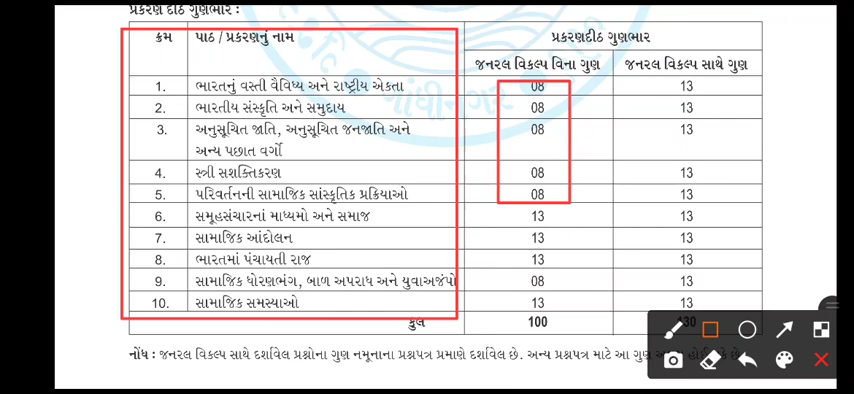 પ્રકરણ દીઠ ગુણભાર :
ક્રમ પાઠ / પ્રકરણનું નામ પ્રકરણદીઠ ગુણભાર
જનરલ વિકલ્પ વિના ગુણ જનરલ વિકલ્પ સાથે ગુણ
1. ભારતનું વસ્તી વૈવિધ્ય અને રાષ્ટ્રીય એકતા 08 13
2. ભારતીય સંસ્કૃતિ અને સમુદાય 08 13
3. અનુસૂચિત જાતિ, અનુસૂચિત જનજાતિ અને 08 13
અન્ય પછાત વર્ગો
4. સ્ત્રી સશક્તિકરણ 08 13
5. પરિવર્તનની સામાજિક સાંસ્કૃતિક પ્રક્રિયાઓ 08 13
6. સમૂહસંચારનાં માધ્યમો અને સમાજ 13 13
7. સામાજિક આંદોલન 13 13
8. ભારતમાં પંચાયતી રાજ 13 13
9. સામાજિક ધોરણભંગ, બાળ અપરાધ અને યુવાઅજંપો 08 13
10. સામાજિક સમસ્યાઓ 13 13
કુલ 100 130
નોંધ : જનરલ વિકલ્પ સાથે દર્શાવેલ પ્રશ્નોના ગુણ નમૂનાના પ્રશ્નપત્ર પ્રમાણે દર્શાવેલ છે. અન્ય પ્રશ્નપત્ર માટે આ ગુણ છે.
ગાંધીનગર